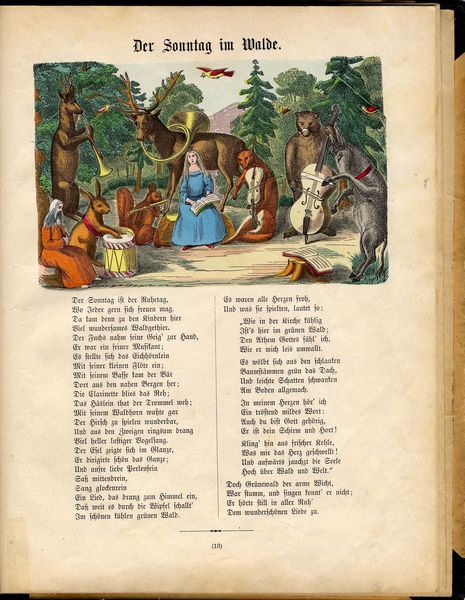 Der Sonntag im Walde.
Der Sonntag ist der Ruhetag,
Wo Jeder gern sich freuen mag.
Da kam denn zu den Kindern hier
Viel wundersames Waldgethier.
Der Fuchs nahm seine Geig' zur Hand,
Er war ein feiner Musikant;
Es stellte sich das Eichhörnlein
Mit seiner kleinen Flöte ein;
Mit seinem Basse kam der Bär
Dort aus den nahen Bergen her;
Die Clarinette blies das Reh;
Das Häslein that der Trommel weh;
Mit seinem Waldhorn wußte gar
Der Hirsch zu spielen wunderbar,
Und aus den Zweigen ringsum drang
Viel heller lustiger Vogelsang.
Der Esel zeigte sich im Glanze,
Er dirigirte schön das Ganze;
Und unsre liebe Perlenfein
Saß mittendrein,
Sang glockenrein
Ein Lied, das drang zum Himmel ein,
Daß weit es durch die Wipfel schallt'
Im schönen kühlen grünen Wald.
Es waren alle Herzen froh,
Und was sie spielten, lautet so:
„Wie in der Kirche kühlig
Ist's hier im grünen Wald;
Den Athem Gottes fühl' ich,
Wie er mich leis umwallt.
Es wölbt sich aus den schlanken
Baumstämmen grün das Dach,
Und leichte Schatten schwanken
Am Boden allgemach.
In meinem Herzen hör' ich
Ein tröstend mildes Wort:
Auch du bist Gott gehörig,
Er ist dein Schirm und Hort!
Kling' hin aus frischer Kehle,
Was mir das Herz geschwellt!
Und aufwärts jauchzt die Seele
Hoch über Wald und Welt."
Doch Grünewald der arme Wicht,
War stumm, und singen konnt' er nicht;
Er hörte still in aller Ruh'
Dem wunderschönen Liede zu.
(13)